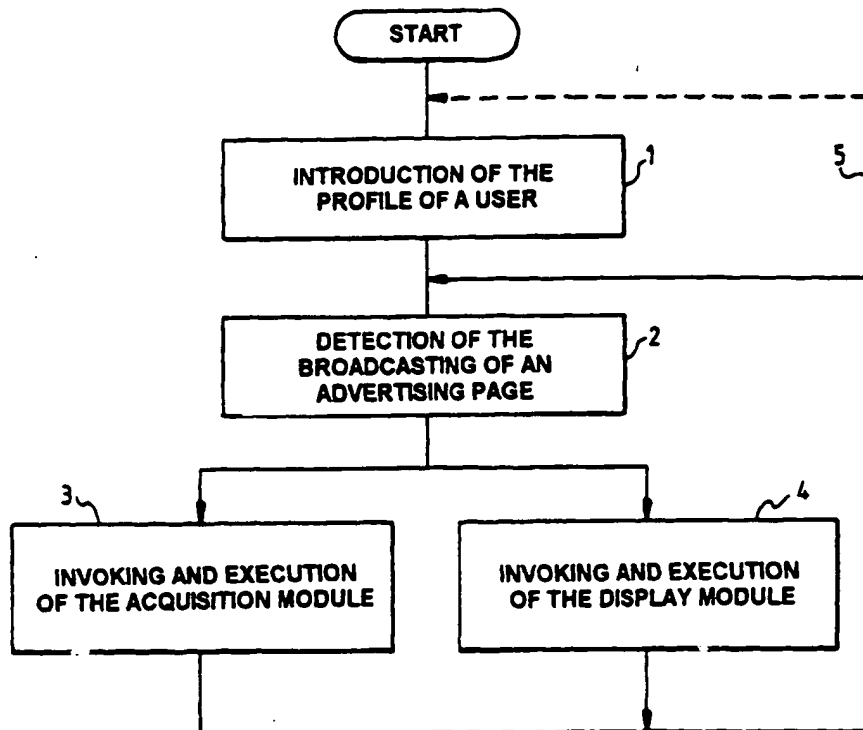 START
1
INTRODUCTION OF THE
PROFILE OF A USER
5
2
DETECTION OF THE
BROADCASTING OF AN
ADVERTISING PAGE
3
4
INVOKING AND EXECUTION
OF THE ACQUISITION MODULE
INVOKING AND EXECUTION
OF THE DISPLAY MODULE